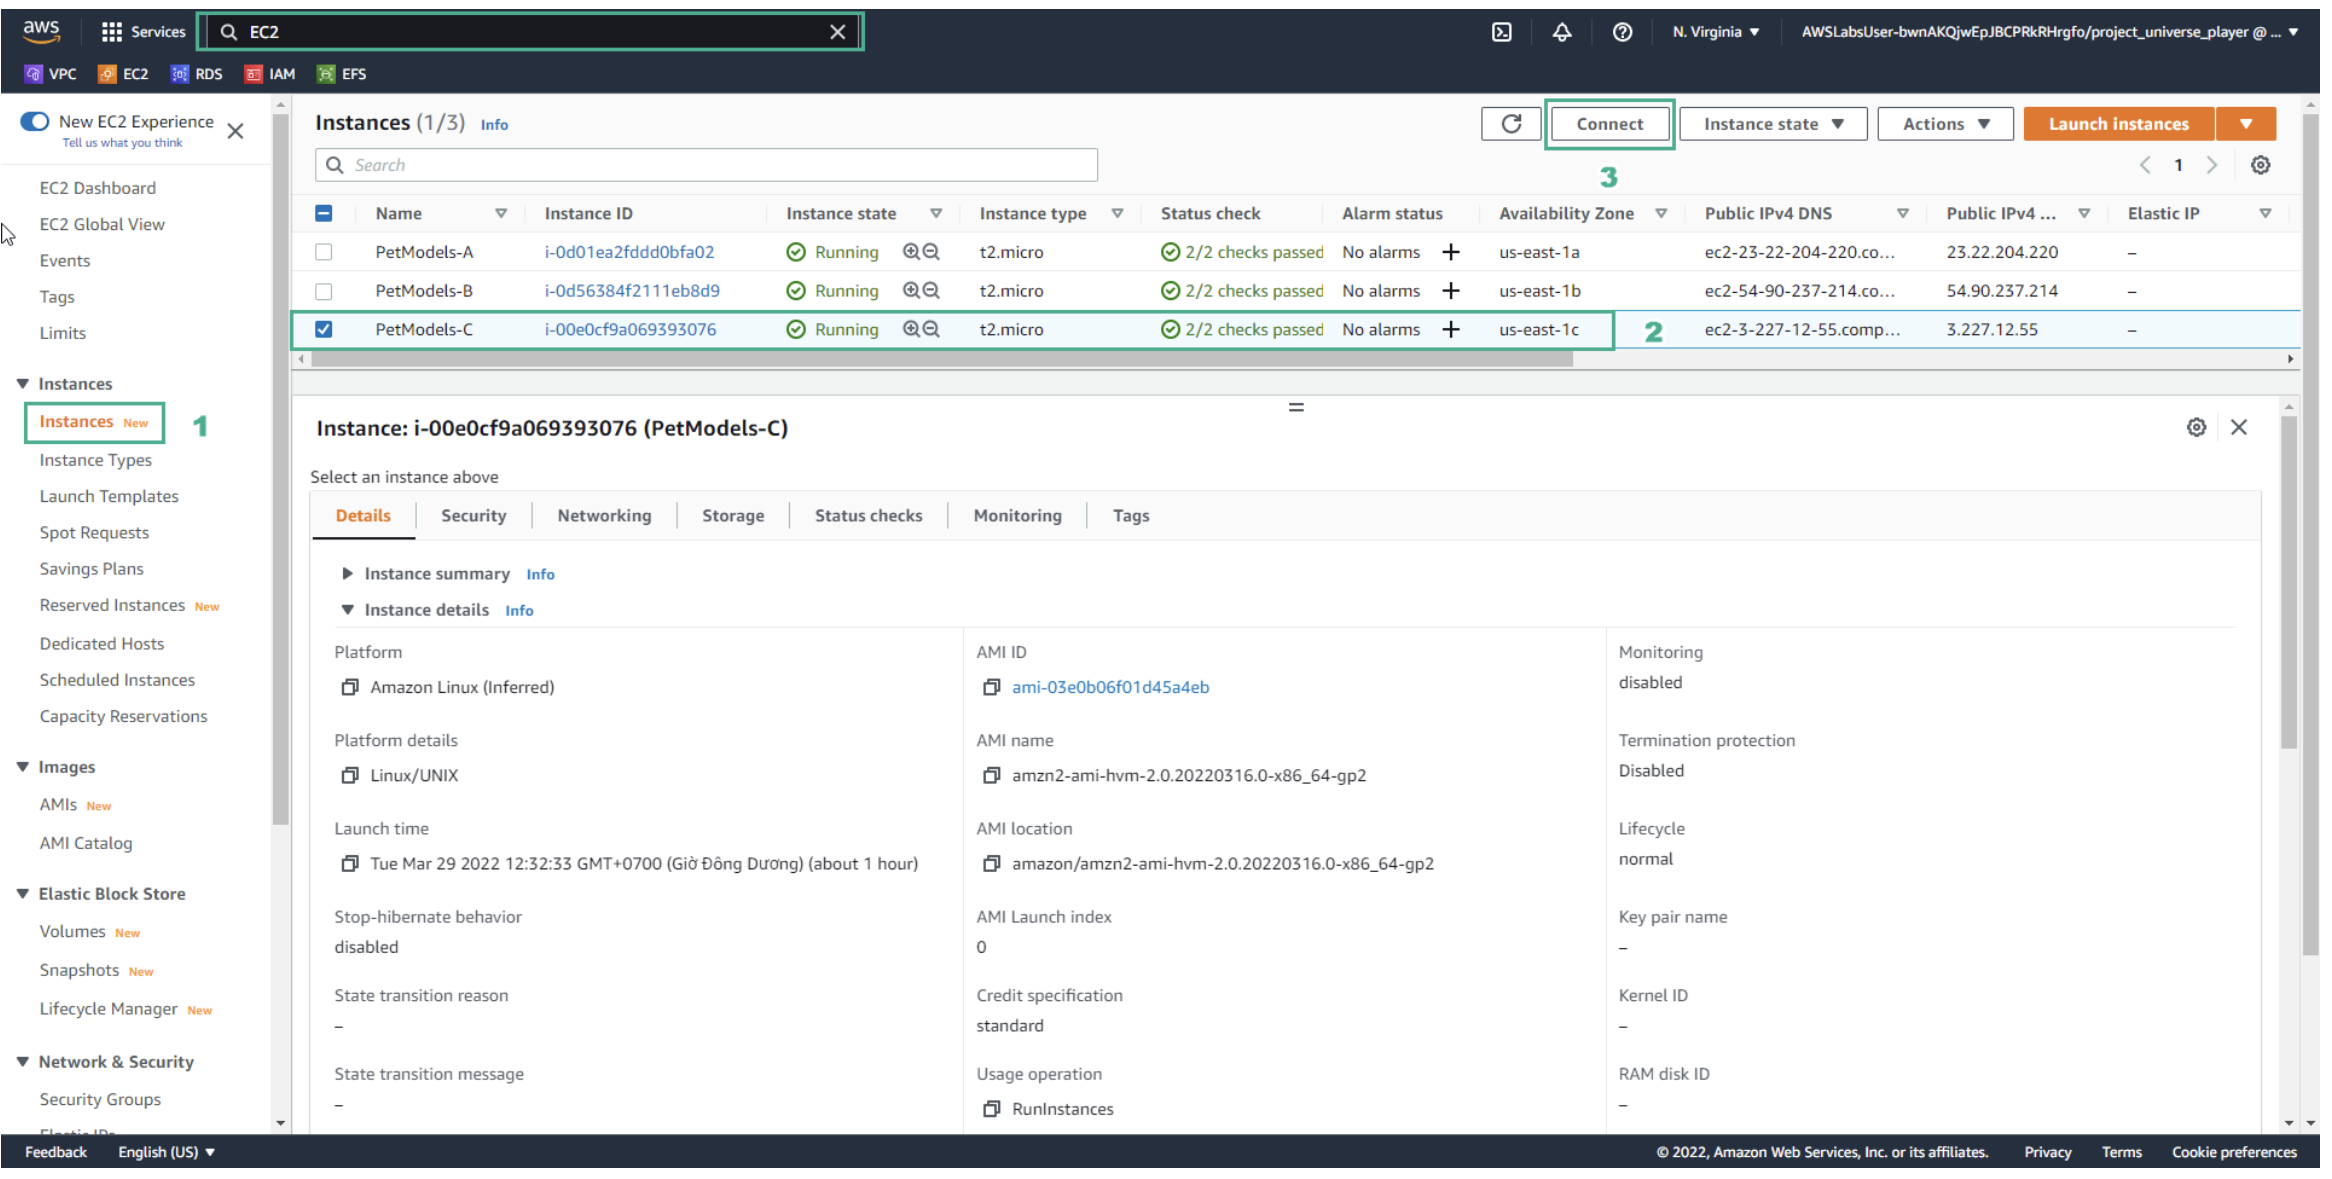 aws
Services
EC2
N. Virginia
AWSLabsUser-bwnAKQjwEpJBCPRkRHrgfo/project_universe_player @ ...
VPC EC2 RDS IAM EFS
New EC2 Experience
Tell us what you think
EC2 Dashboard
EC2 Global View
Events
Tags
Limits
Instances
Instances New
1
Instance Types
Launch Templates
Spot Requests
Savings Plans
Reserved Instances New
Dedicated Hosts
Scheduled Instances
Capacity Reservations
Images
AMIs New
AMI Catalog
Elastic Block Store
Volumes New
Snapshots New
Lifecycle Manager New
Network & Security
Security Groups
Elastic IPs
Instances (1/3) Info
Connect
Instance state
Actions
Launch instances
3
Search
1
Name Instance ID Instance state Instance type Status check Alarm status Availability Zone Public IPv4 DNS Public IPv4 ... Elastic IP
PetModels-A i-0d01ea2fddd0bfa02 Running t2.micro 2/2 checks passed No alarms + us-east-1a ec2-23-22-204-220.co... 23.22.204.220 –
PetModels-B i-0d56384f2111eb8d9 Running t2.micro 2/2 checks passed No alarms + us-east-1b ec2-54-90-237-214.co... 54.90.237.214 –
PetModels-C i-00e0cf9a069393076 Running t2.micro 2/2 checks passed No alarms + us-east-1c 2 ec2-3-227-12-55.comp... 3.227.12.55 –
Instance: i-00e0cf9a069393076 (PetModels-C)
Select an instance above
Details Security Networking Storage Status checks Monitoring Tags
Instance summary Info
Instance details Info
Platform
Amazon Linux (Inferred)
AMI ID
ami-03e0b06f01d45a4eb
Monitoring
disabled
Platform details
Linux/UNIX
AMI name
amzn2-ami-hvm-2.0.20220316.0-x86_64-gp2
Termination protection
Disabled
Launch time
Tue Mar 29 2022 12:32:33 GMT+0700 (Giờ Đông Dương) (about 1 hour)
AMI location
amazon/amzn2-ami-hvm-2.0.20220316.0-x86_64-gp2
Lifecycle
normal
Stop-hibernate behavior
disabled
AMI Launch index
0
Key pair name
–
State transition reason
–
Credit specification
standard
Kernel ID
–
State transition message
–
Usage operation
RunInstances
RAM disk ID
–
Feedback English (US)
© 2022, Amazon Web Services, Inc. or its affiliates. Privacy Terms Cookie preferences